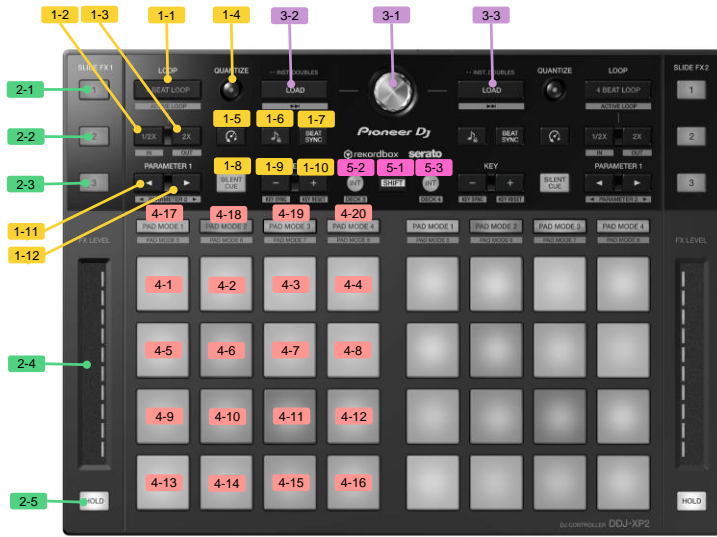 1-2 1-3 1-1 1-4 3-2 3-1 3-3
SLIDE FX1 LOOP QUANTIZE INST. DOUBLES INST. DOUBLES QUANTIZE LOOP SLIDE FX2
2-1 1 BEAT LOOP LOAD LOAD 4 BEAT LOOP 1
ACTIVE LOOP ACTIVE LOOP
1-5 1-6 1-7
2-2 2 1/2X 2X BEAT SYNC Pioneer Dj BEAT SYNC 1/2X 2X 2
IN OUT IN OUT
rekordbox serato
PARAMETER 1 1-8 1-9 1-10 5-2 5-1 5-3 KEY PARAMETER 1
2-3 3 ◄ ► SILENT CUE − + INT SHIFT INT − + SILENT CUE ◄ ► 3
◄ PARAMETER 2 ► KEY SYNC KEY RESET DECK 3 DECK 4 KEY SYNC KEY RESET ◄ PARAMETER 2 ►
4-17 4-18 4-19 4-20
1-11 PAD MODE 1 PAD MODE 2 PAD MODE 3 PAD MODE 4 PAD MODE 1 PAD MODE 2 PAD MODE 3 PAD MODE 4
FX LEVEL PAD MODE 5 PAD MODE 6 PAD MODE 7 PAD MODE 8 PAD MODE 5 PAD MODE 6 PAD MODE 7 PAD MODE 8 FX LEVEL
1-12
4-1 4-2 4-3 4-4
2-4 4-5 4-6 4-7 4-8
4-9 4-10 4-11 4-12
4-13 4-14 4-15 4-16
2-5 HOLD HOLD
DJ CONTROLLER DDJ-XP2